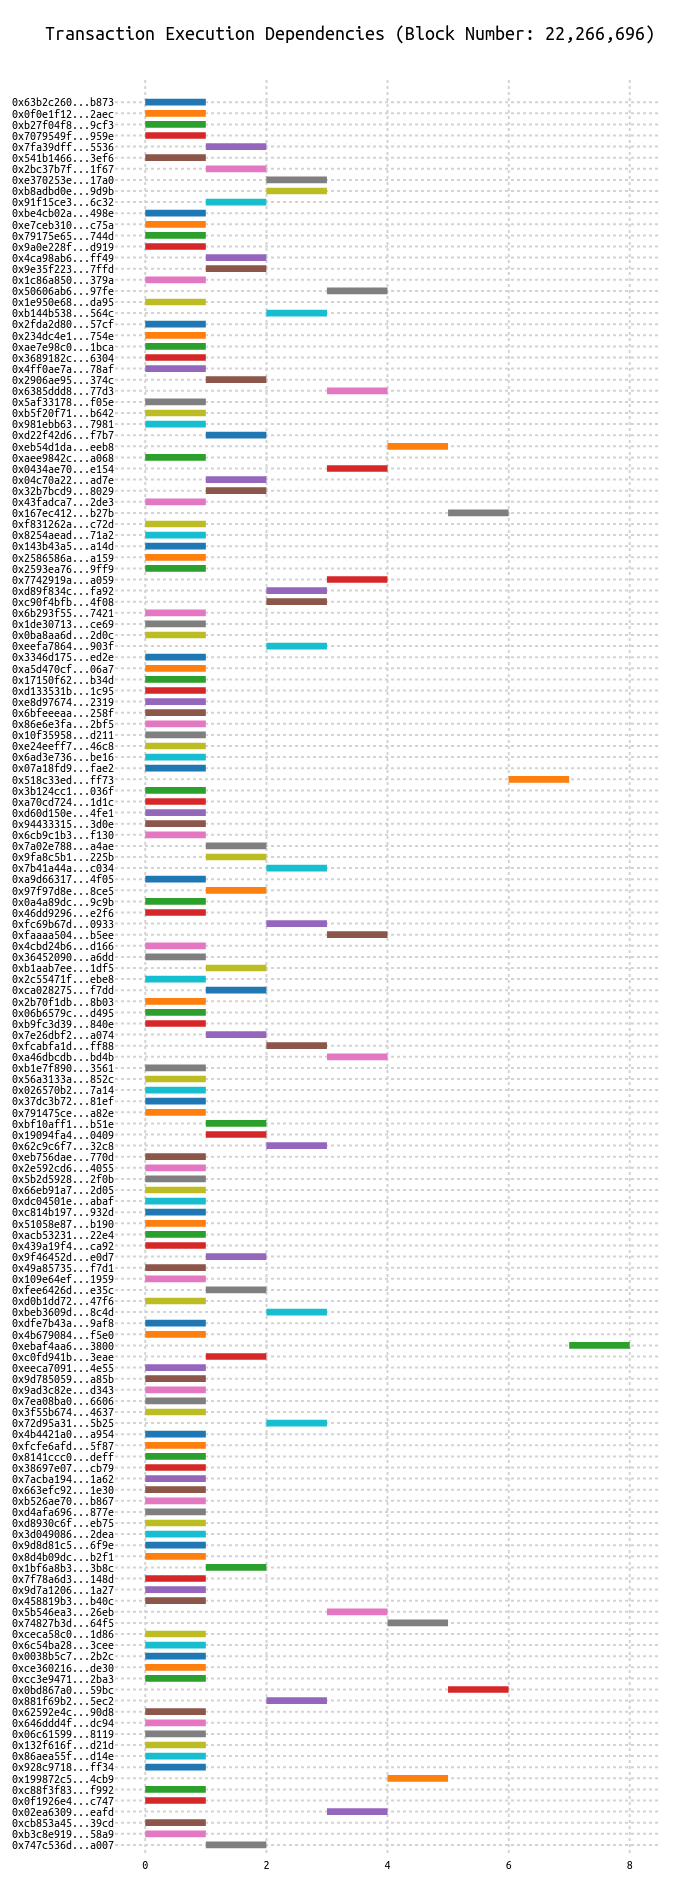 Transaction Execution Dependencies (Block Number: 22,266,696)
0x63b2c260...b873
0x0f0e1f12...2aec
0xb27f04f8...9cf3
0x7079549f...959e
0x7fa39dff...5536
0x541b1466...3ef6
0x2bc37b7f...1f67
0xe370253e...17a0
0xb8adbd0e...9d9b
0x91f15ce3...6c32
0xbe4cb02a...498e
0xe7ceb310...c75a
0x79175e65...744d
0x9a0e228f...d919
0x4ca98ab6...ff49
0x9e35f223...7ffd
0x1c86a850...379a
0x50606ab6...97fe
0x1e950e68...da95
0xb144b538...564c
0x2fda2d80...57cf
0x234dc4e1...754e
0xae7e98c0...1bca
0x3689182c...6304
0x4ff0ae7a...78af
0x2906ae95...374c
0x6385ddd8...77d3
0x5af33178...f05e
0xb5f20f71...b642
0x981ebb63...7981
0xd22f42d6...f7b7
0xeb54d1da...eeb8
0xaee9842c...a068
0x0434ae70...e154
0x04c70a22...ad7e
0x32b7bcd9...8029
0x43fadca7...2de3
0x167ec412...b27b
0xf831262a...c72d
0x8254aead...71a2
0x143b43a5...a14d
0x2586586a...a159
0x2593ea76...9ff9
0x7742919a...a059
0xd89f834c...fa92
0xc90f4bfb...4f08
0x6b293f55...7421
0x1de30713...ce69
0x0ba8aa6d...2d0c
0xeefa7864...903f
0x3346d175...ed2e
0xa5d470cf...06a7
0x17150f62...b34d
0xd133531b...1c95
0xe8d97674...2319
0x6bfeeeaa...258f
0x86e6e3fa...2bf5
0x10f35958...d211
0xe24eeff7...46c8
0x6ad3e736...be16
0x07a18fd9...fae2
0x518c33ed...ff73
0x3b124cc1...036f
0xa70cd724...1d1c
0xd60d150e...4fe1
0x94433315...3d0e
0x6cb9c1b3...f130
0x7a02e788...a4ae
0x9fa8c5b1...225b
0x7b41a44a...c034
0xa9d66317...4f05
0x97f97d8e...8ce5
0x0a4a89dc...9c9b
0x46dd9296...e2f6
0xfc69b67d...0933
0xfaaaa504...b5ee
0x4cbd24b6...d166
0x36452090...a6dd
0xb1aab7ee...1df5
0x2c55471f...ebe8
0xca028275...f7dd
0x2b70f1db...8b03
0x06b6579c...d495
0xb9fc3d39...840e
0x7e26dbf2...a074
0xfcabfa1d...ff88
0xa46dbcdb...bd4b
0xb1e7f890...3561
0x56a3133a...852c
0x026570b2...7a14
0x37dc3b72...81ef
0x791475ce...a82e
0xbf10aff1...b51e
0x19094fa4...0409
0x62c9c6f7...32c8
0xeb756dae...770d
0x2e592cd6...4055
0x5b2d5928...2f0b
0x66eb91a7...2d05
0xdc04501e...abaf
0xc814b197...932d
0x51058e87...b190
0xacb53231...22e4
0x439a19f4...ca92
0x9f46452d...e0d7
0x49a85735...f7d1
0x109e64ef...1959
0xfee6426d...e35c
0xd0b1dd72...47f6
0xbeb3609d...8c4d
0xdfe7b43a...9af8
0x4b679084...f5e0
0xebaf4aa6...3800
0xc0fd941b...3eae
0xeeca7091...4e55
0x9d785059...a85b
0x9ad3c82e...d343
0x7ea08ba0...6606
0x3f55b674...4637
0x72d95a31...5b25
0x4b4421a0...a954
0xfcfe6afd...5f87
0x8141ccc0...deff
0x38697e07...cb79
0x7acba194...1a62
0x663efc92...1e30
0xb526ae70...b867
0xd4afa696...877e
0xd8930c6f...eb75
0x3d049086...2dea
0x9d8d81c5...6f9e
0x8d4b09dc...b2f1
0x1bf6a8b3...3b8c
0x7f78a6d3...148d
0x9d7a1206...1a27
0x458819b3...b40c
0x5b546ea3...26eb
0x74827b3d...64f5
0xceca58c0...1d86
0x6c54ba28...3cee
0x0038b5c7...2b2c
0xce360216...de30
0xcc3e9471...2ba3
0x0bd867a0...59bc
0x881f69b2...5ec2
0x62592e4c...90d8
0x646ddd4f...dc94
0x06c61599...8119
0x132f616f...d21d
0x86aea55f...d14e
0x928c9718...ff34
0x199872c5...4cb9
0xc88f3f83...f992
0x0f1926e4...c747
0x02ea6309...eafd
0xcb853a45...39cd
0xb3c8e919...58a9
0x747c536d...a007
0 2 4 6 8